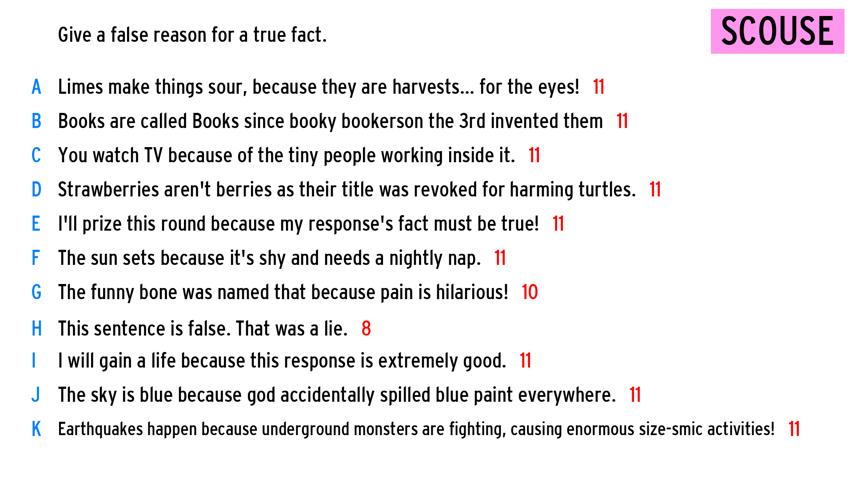 Give a false reason for a true fact.
SCOUSE
A Limes make things sour, because they are harvests... for the eyes! 11
B Books are called Books since booky bookerson the 3rd invented them 11
C You watch TV because of the tiny people working inside it. 11
D Strawberries aren't berries as their title was revoked for harming turtles. 11
E I'll prize this round because my response's fact must be true! 11
F The sun sets because it's shy and needs a nightly nap. 11
G The funny bone was named that because pain is hilarious! 10
H This sentence is false. That was a lie. 8
I I will gain a life because this response is extremely good. 11
J The sky is blue because god accidentally spilled blue paint everywhere. 11
K Earthquakes happen because underground monsters are fighting, causing enormous size-smic activities! 11